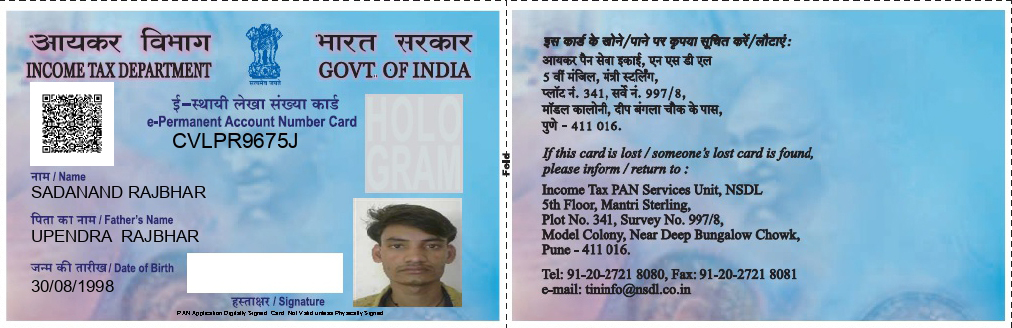 आयकर विभाग
INCOME TAX DEPARTMENT
सत्यमेव जयते
भारत सरकार
GOVT. OF INDIA
ई-स्थायी लेखा संख्या कार्ड
e-Permanent Account Number Card
CVLPR9675J
HOLO
GRAM
नाम / Name
SADANAND RAJBHAR
पिता का नाम / Father's Name
UPENDRA RAJBHAR
जन्म की तारीख / Date of Birth
30/08/1998
हस्ताक्षर / Signature
PAN Application Digitally Signed Card Not Valid unless Physically Signed
Fold
इस कार्ड के खोने/पाने पर कृपया सूचित करें/लौटाएं :
आयकर पैन सेवा इकाई, एन एस डी एल
5 वीं मंजिल, मंत्री स्टर्लिंग,
प्लॉट नं. 341, सर्वे नं. 997/8,
मॉडल कालोनी, दीप बंगला चौक के पास,
पुणे - 411 016.
If this card is lost / someone's lost card is found,
please inform / return to :
Income Tax PAN Services Unit, NSDL
5th Floor, Mantri Sterling,
Plot No. 341, Survey No. 997/8,
Model Colony, Near Deep Bungalow Chowk,
Pune - 411 016.
Tel: 91-20-2721 8080, Fax: 91-20-2721 8081
e-mail: tininfo@nsdl.co.in